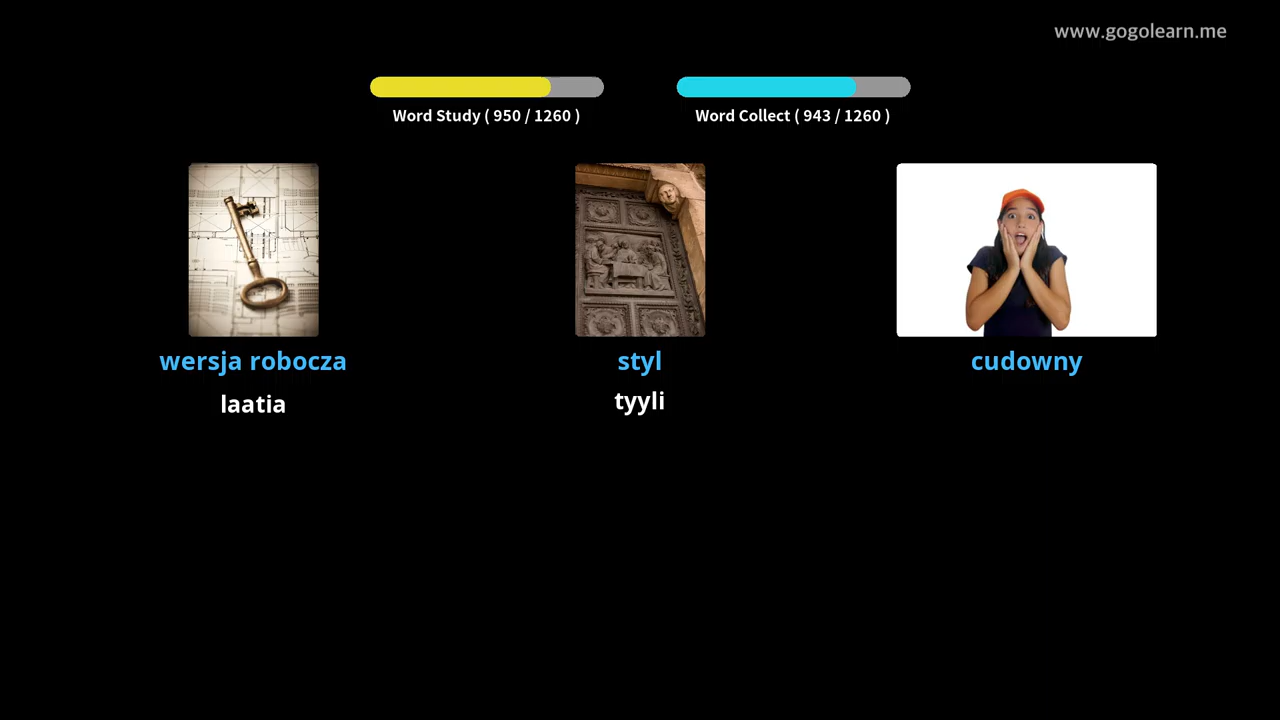 www.gogolearn.me
Word Study ( 950 / 1260 )
Word Collect ( 943 / 1260 )
wersja robocza
laatia
styl
tyyli
cudowny